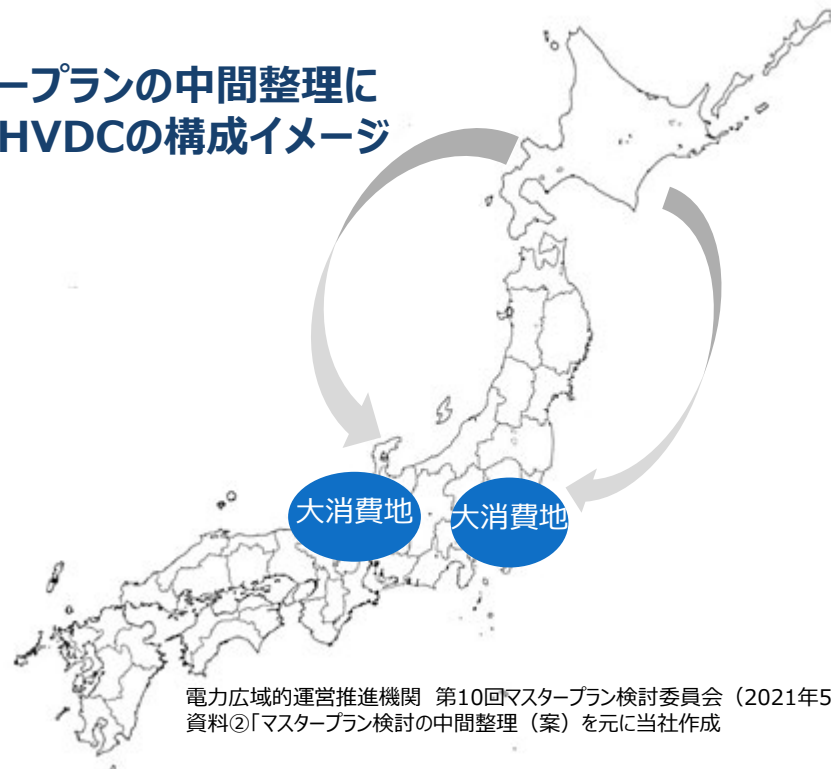 ープランの中間整理に
HVDCの構成イメージ
大消費地
大消費地
電力広域的運営推進機関 第10回マスタープラン検討委員会（2021年5
資料②「マスタープラン検討の中間整理（案）を元に当社作成